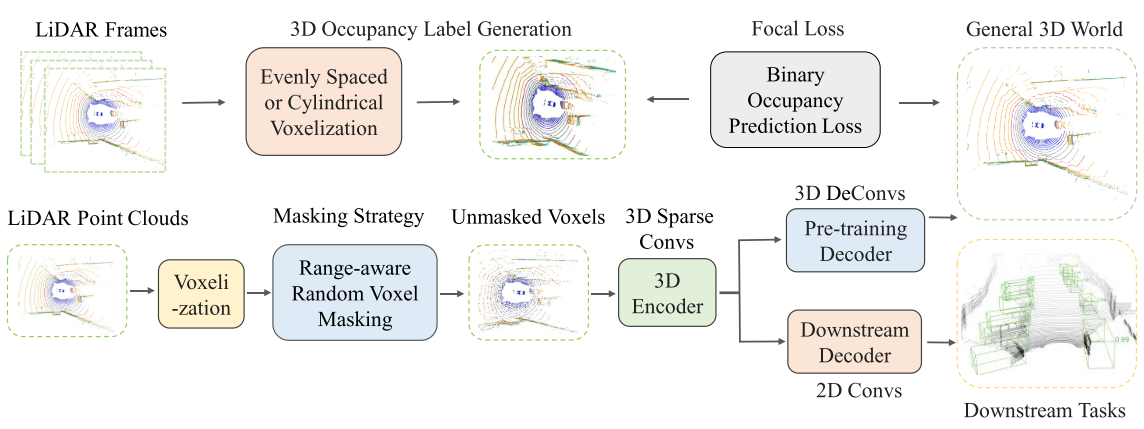 LiDAR Frames
3D Occupancy Label Generation
Focal Loss
General 3D World
Evenly Spaced
or Cylindrical
Voxelization
Binary
Occupancy
Prediction Loss
LiDAR Point Clouds
Masking Strategy
Unmasked Voxels
3D Sparse
Convs
3D DeConvs
Voxeli
-zation
Range-aware
Random Voxel
Masking
3D
Encoder
Pre-training
Decoder
Downstream
Decoder
2D Convs
0.99
Downstream Tasks